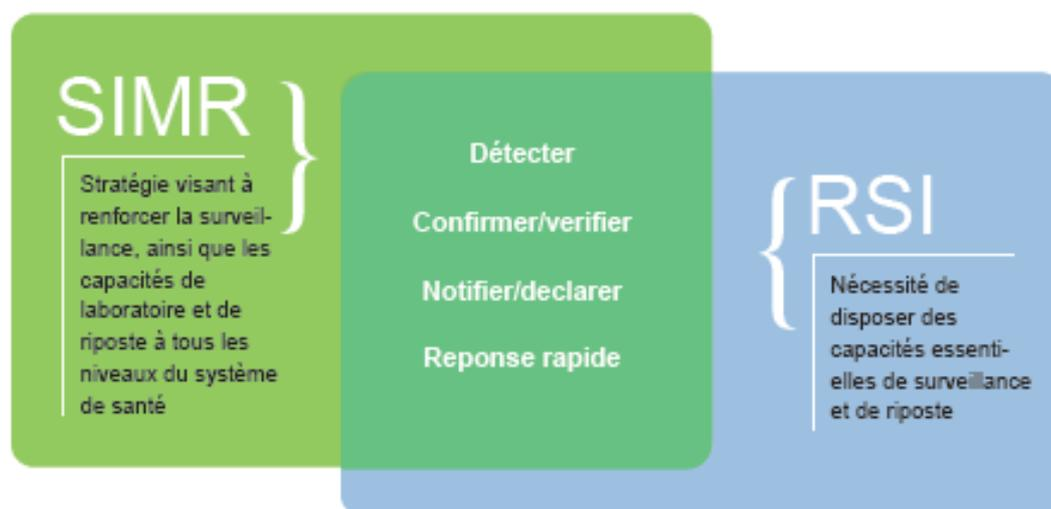 SIMR
Stratégie visant à
renforcer la surveil-
lance, ainsi que les
capacités de
laboratoire et de
riposte à tous les
niveaux du système
de santé
Détecter
Confirmer/verifier
Notifier/declarer
Reponse rapide
RSI
Nécessité de
disposer des
capacités essenti-
elles de surveillance
et de riposte